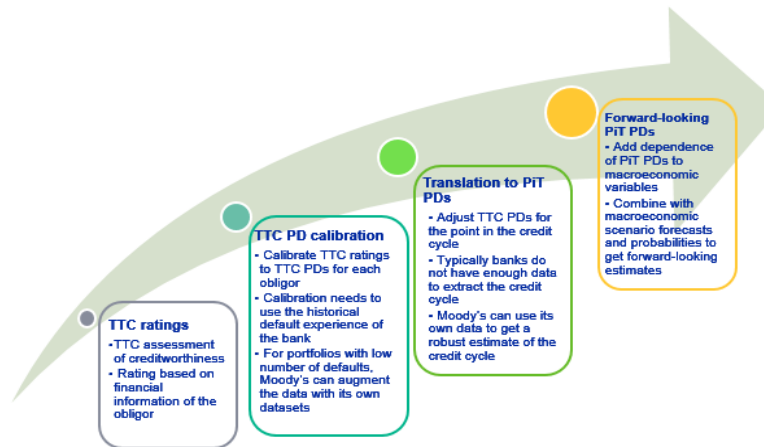 TTC ratings
-TTC assessment
of creditworthiness
- Rating based on
financial
information of the
obligor
TTC PD calibration
- Calibrate TTC ratings
to TTC PDs for each
obligor
- Calibration needs to
use the historical
default experience of
the bank
- For portfolios with low
number of defaults,
Moody's can augment
the data with its own
datasets
Translation to PiT
PDs
- Adjust TTC PDs for
the point in the credit
cycle
- Typically banks do
not have enough data
to extract the credit
cycle
- Moody's can use its
own data to get a
robust estimate of the
credit cycle
Forward-looking
PiT PDs
- Add dependence
of PiT PDs to
macroeconomic
variables
- Combine with
macroeconomic
scenario forecasts
and probabilities to
get forward-looking
estimates